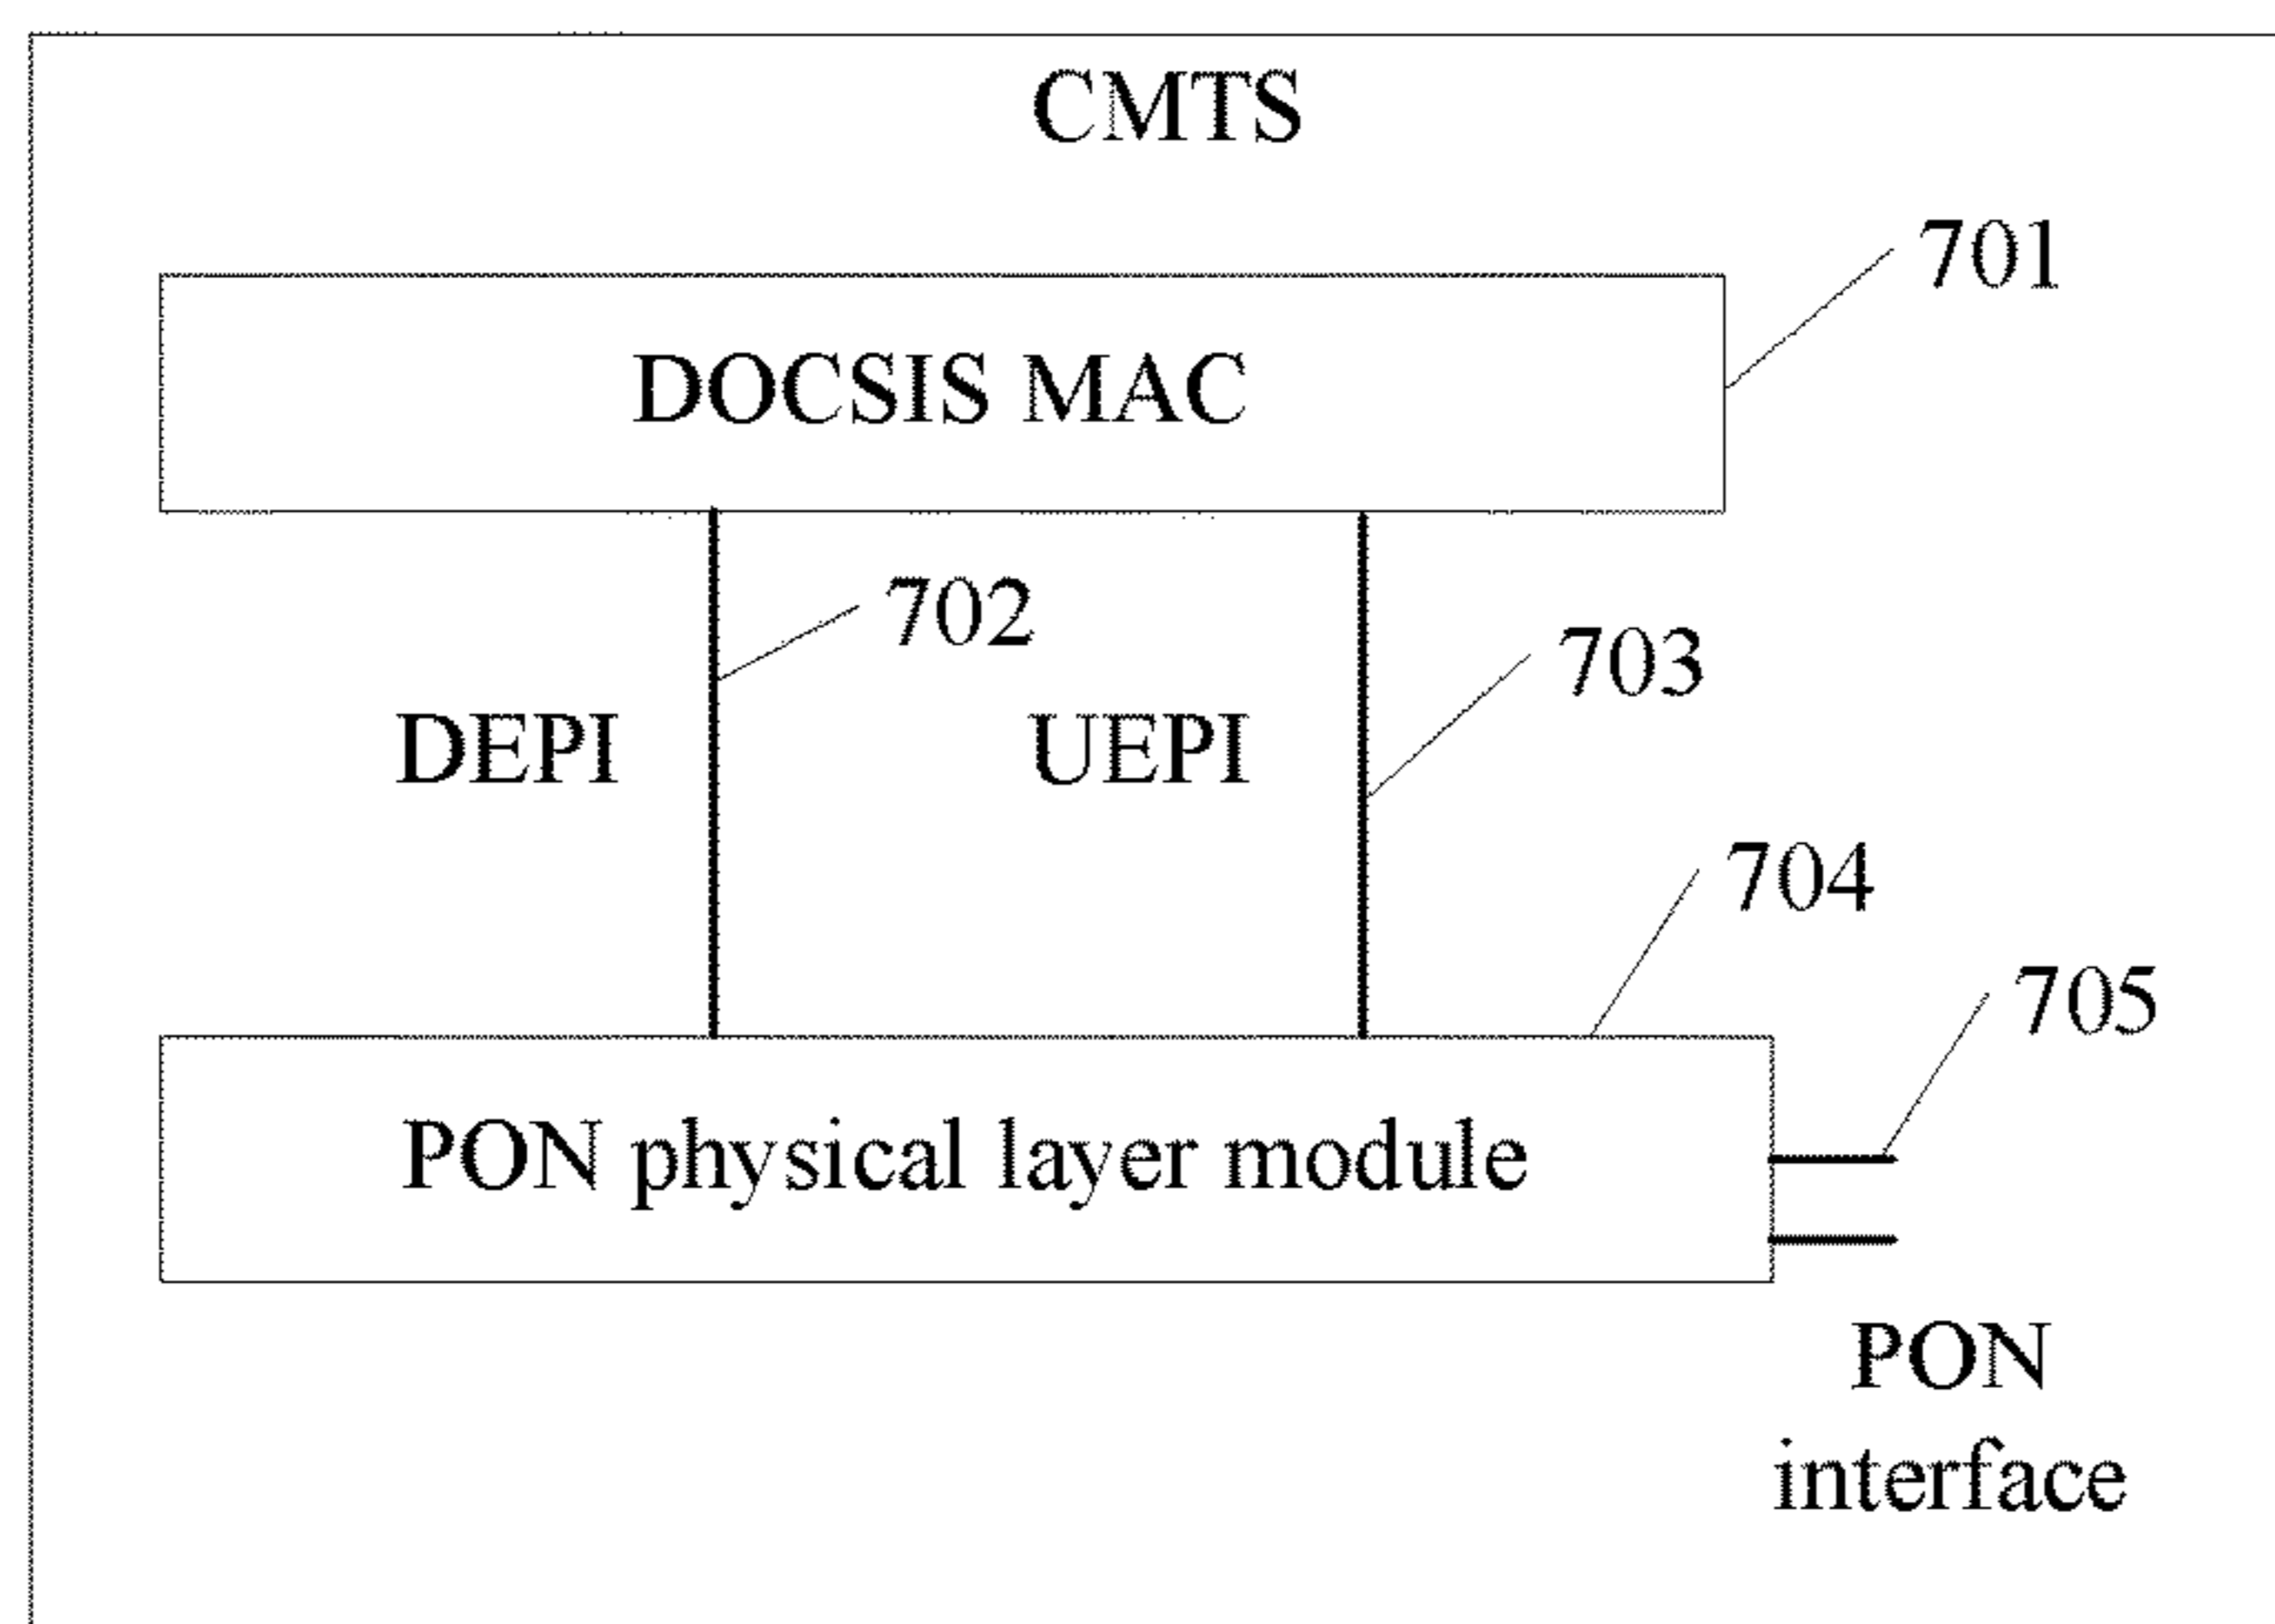 CMTS
701
DOCSIS MAC
702
703
DEPI
UEPI
704
705
PON physical layer module
PON
interface